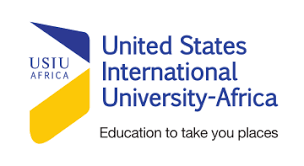 USIU
AFRICA
United States
International
University-Africa
Education to take you places